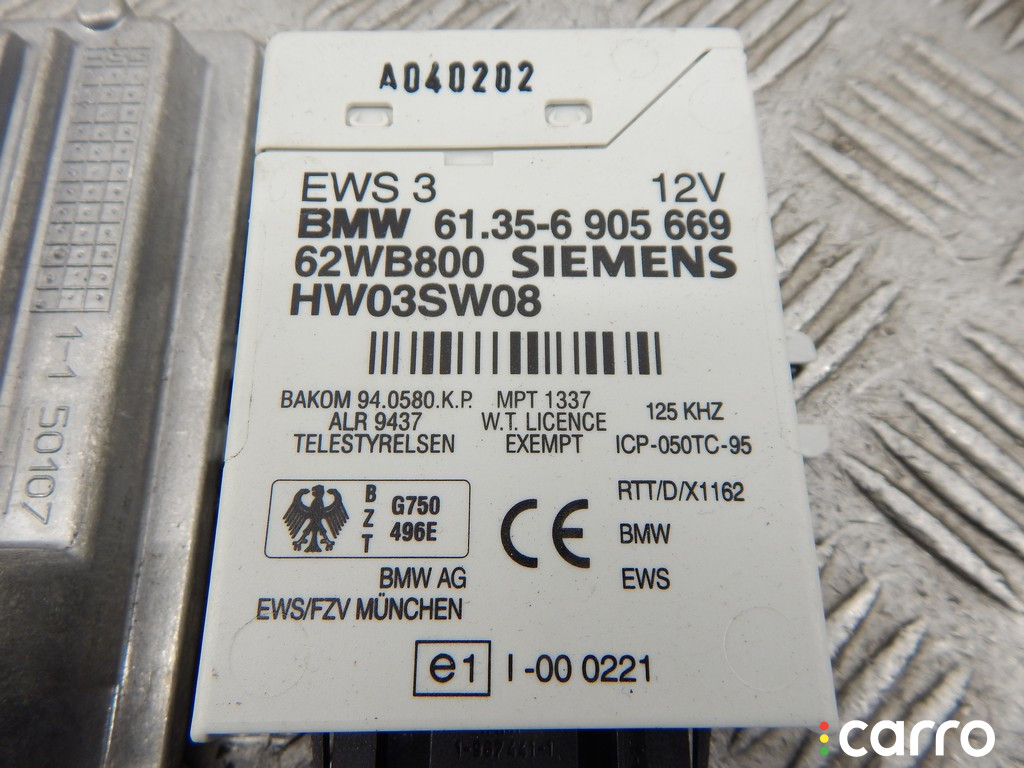 A040202
EWS 3 12V
BMW 61.35-6 905 669
62WB800 SIEMENS
HW03SW08
BAKOM 94.0580.K.P. MPT 1337
ALR 9437 W.T. LICENCE 125 KHZ
TELESTYRELSEN EXEMPT ICP-050TC-95
BZT G750 496E
RTT/D/X1162
CE
BMW
BMW AG EWS
EWS/FZV MÜNCHEN
e1 I-00 0221
1-1 50107
carro